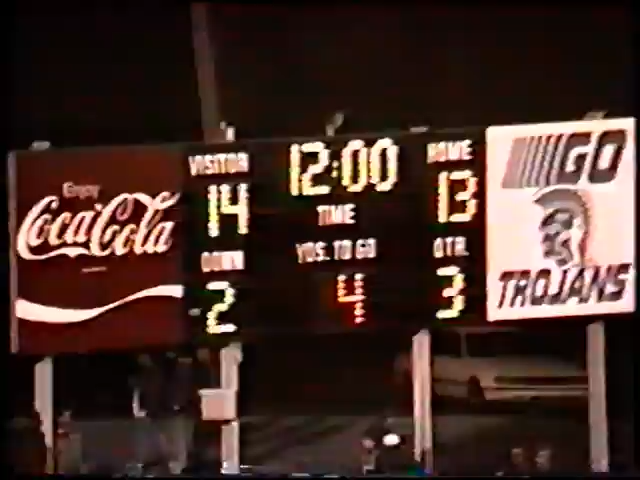 Enjoy
Coca-Cola
VISITOR
14
12:00
TIME
HOME
13
DOWN
2
YDS. TO GO
4
QTR.
3
GO
TROJANS